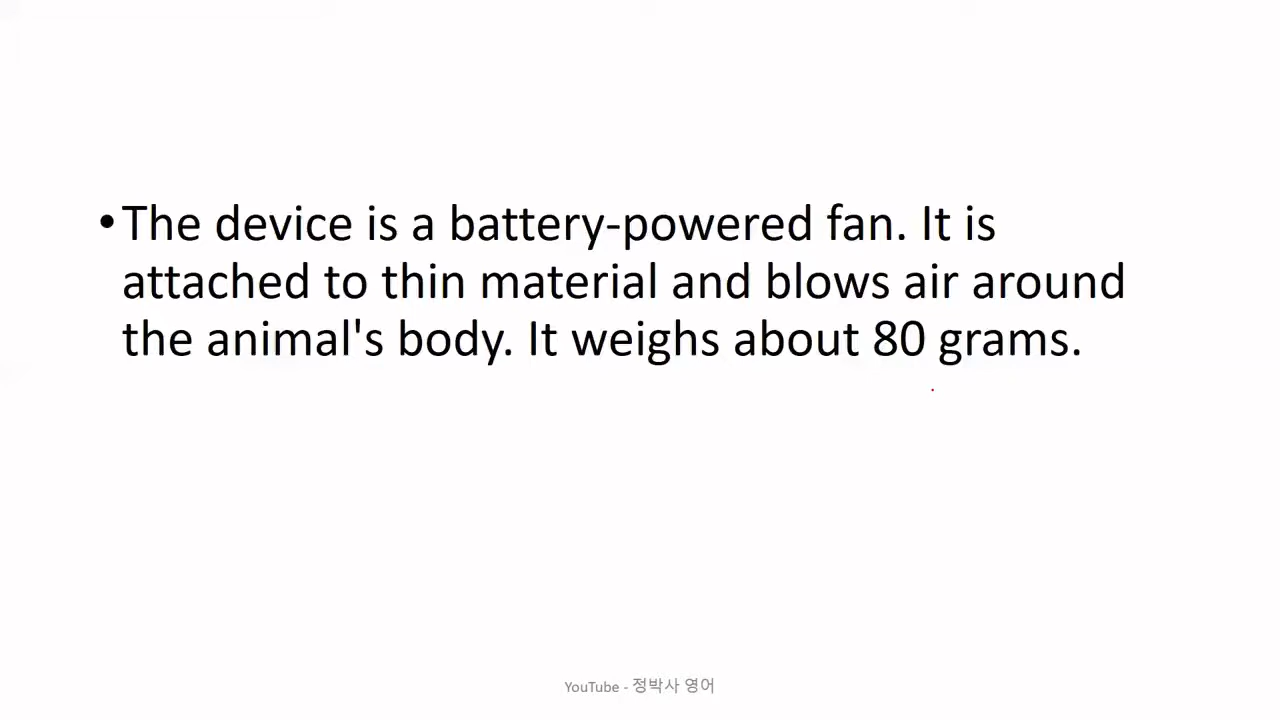 •The device is a battery-powered fan. It is
attached to thin material and blows air around
the animal's body. It weighs about 80 grams.
YouTube - 정박사 영어